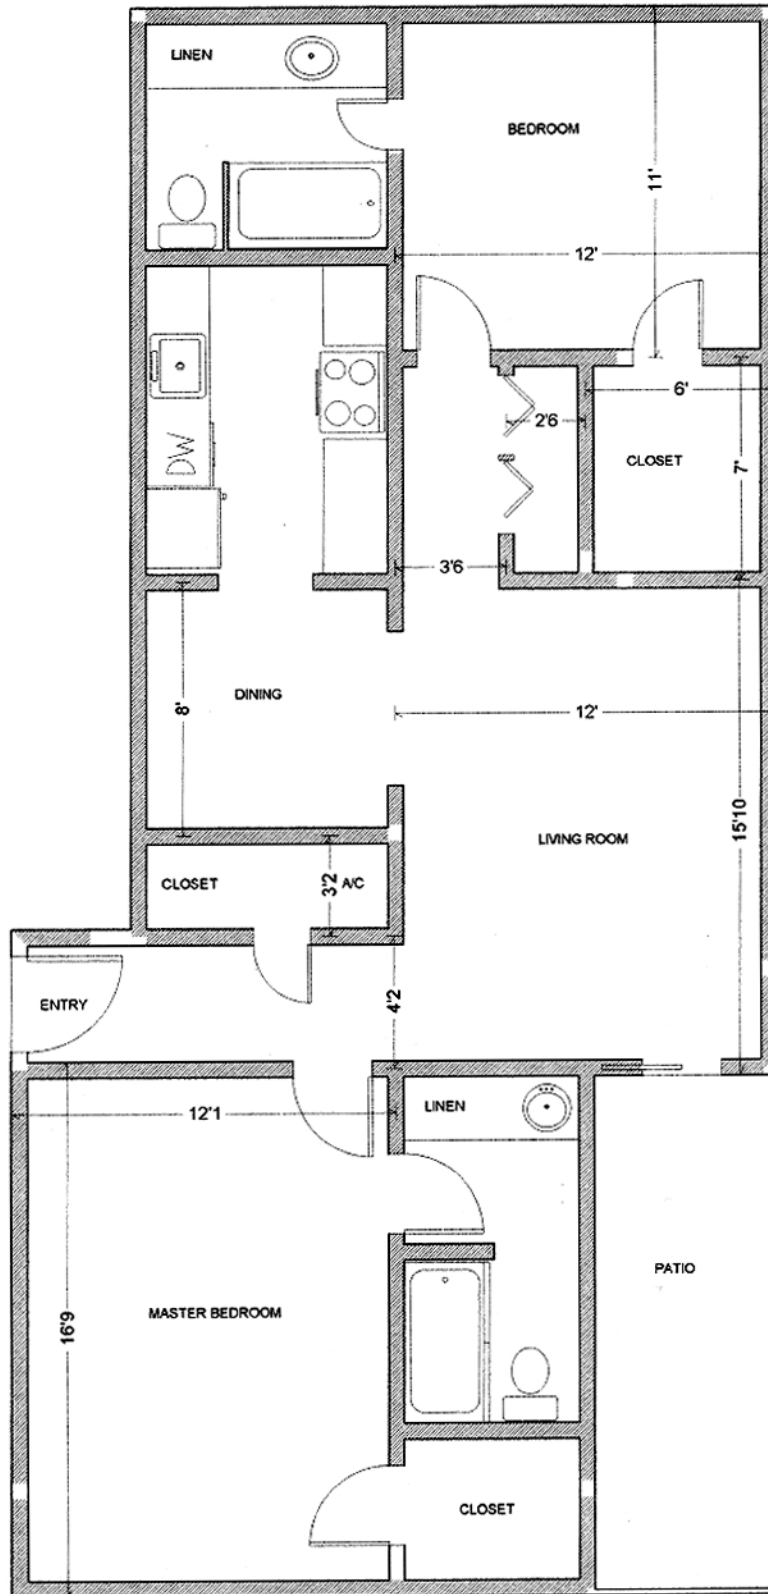 LINEN
BEDROOM
11'
12'
6'
2'6
DW
CLOSET
7'
3'6
DINING
8'
12'
LIVING ROOM
15'10
CLOSET
3'2
A/C
ENTRY
4'2
12'1
LINEN
PATIO
MASTER BEDROOM
16'9
CLOSET